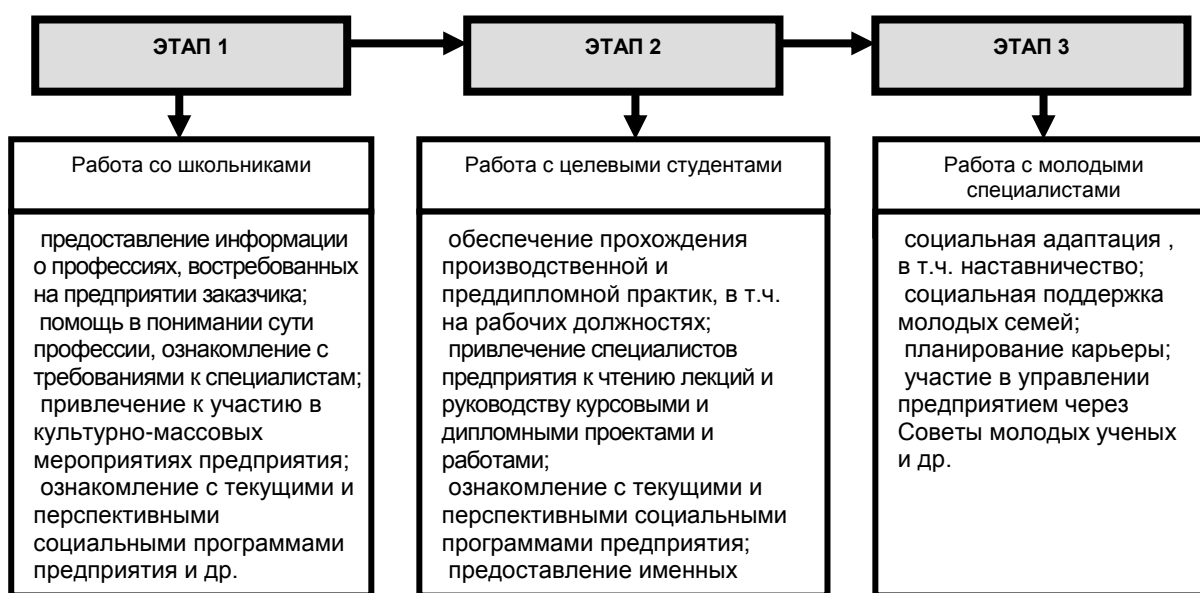 ЭТАП 1
ЭТАП 2
ЭТАП 3
Работа со школьниками
предоставление информации
о профессиях, востребованных
на предприятии заказчика;
помощь в понимании сути
профессии, ознакомление с
требованиями к специалистам;
привлечение к участию в
культурно-массовых
мероприятиях предприятия;
ознакомление с текущими и
перспективными
социальными программами
предприятия и др.
Работа с целевыми студентами
обеспечение прохождения
производственной и
преддипломной практик, в т.ч.
на рабочих должностях;
привлечение специалистов
предприятия к чтению лекций и
руководству курсовыми и
дипломными проектами и
работами;
ознакомление с текущими и
перспективными социальными
программами предприятия;
предоставление именных
Работа с молодыми
специалистами
социальная адаптация ,
в т.ч. наставничество;
социальная поддержка
молодых семей;
планирование карьеры;
участие в управлении
предприятием через
Советы молодых ученых
и др.